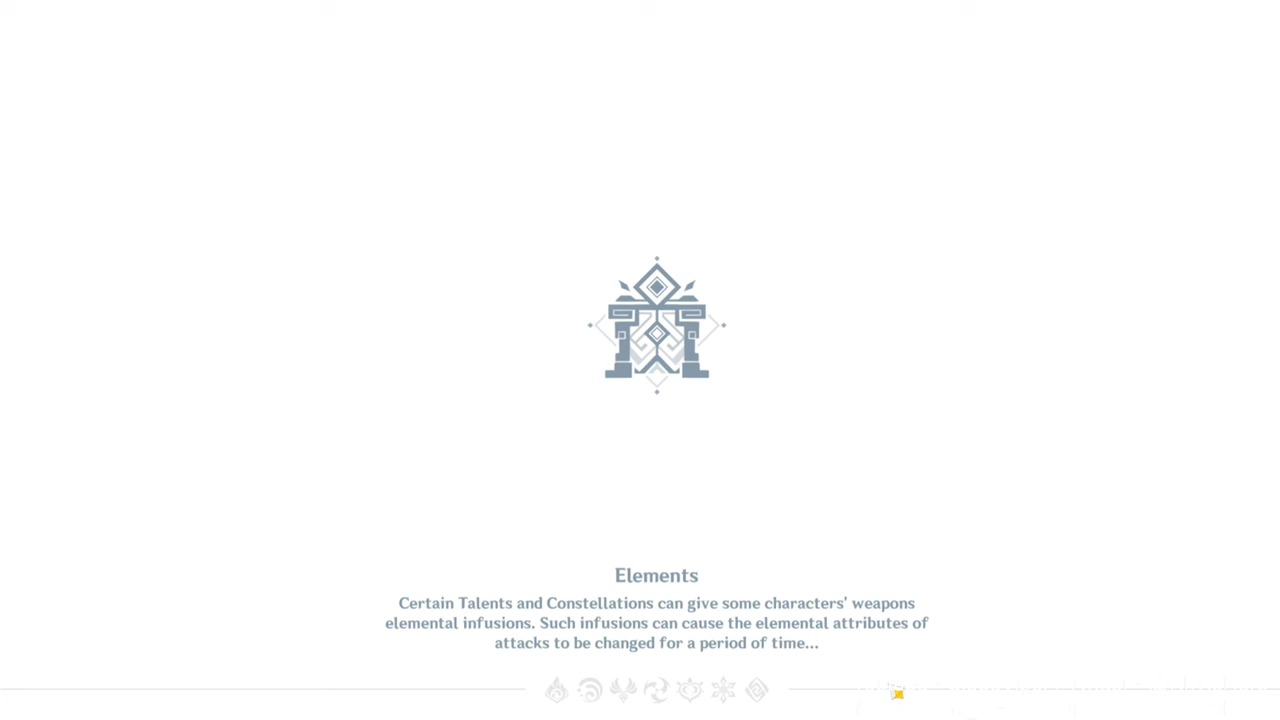 Elements
Certain Talents and Constellations can give some characters' weapons
elemental infusions. Such infusions can cause the elemental attributes of
attacks to be changed for a period of time...